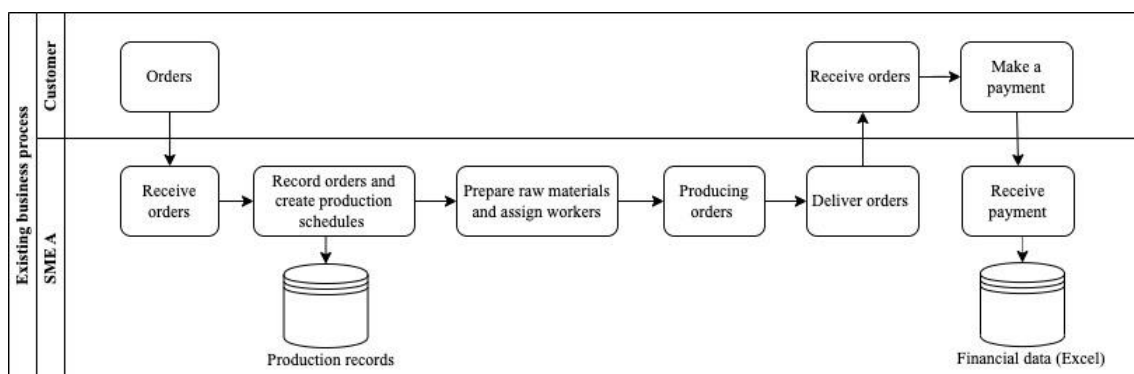 Existing business process
Customer
SME A
Orders
Receive orders
Make a
payment
Receive
orders
Record orders and
create production
schedules
Prepare raw materials
and assign workers
Producing
orders
Deliver orders
Receive
payment
Production records
Financial data (Excel)